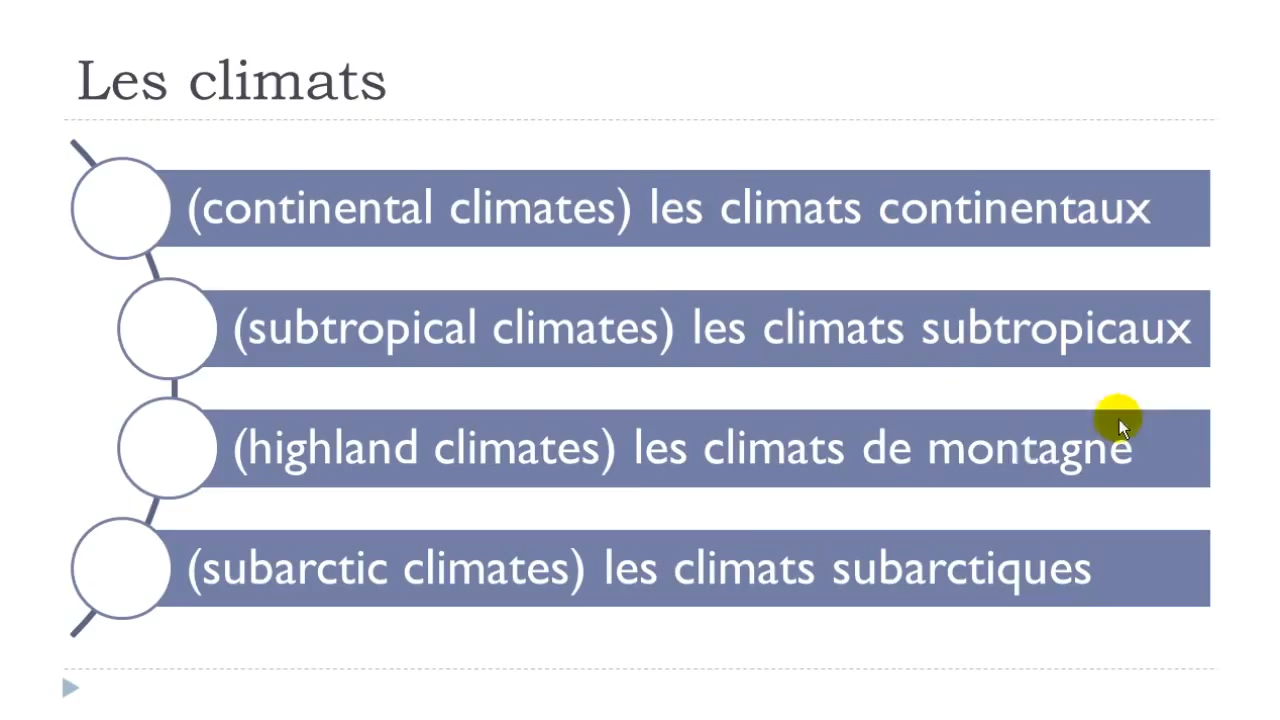 Les climats
(continental climates) les climats continentaux
(subtropical climates) les climats subtropicaux
(highland climates) les climats de montagne
(subarctic climates) les climats subarctiques